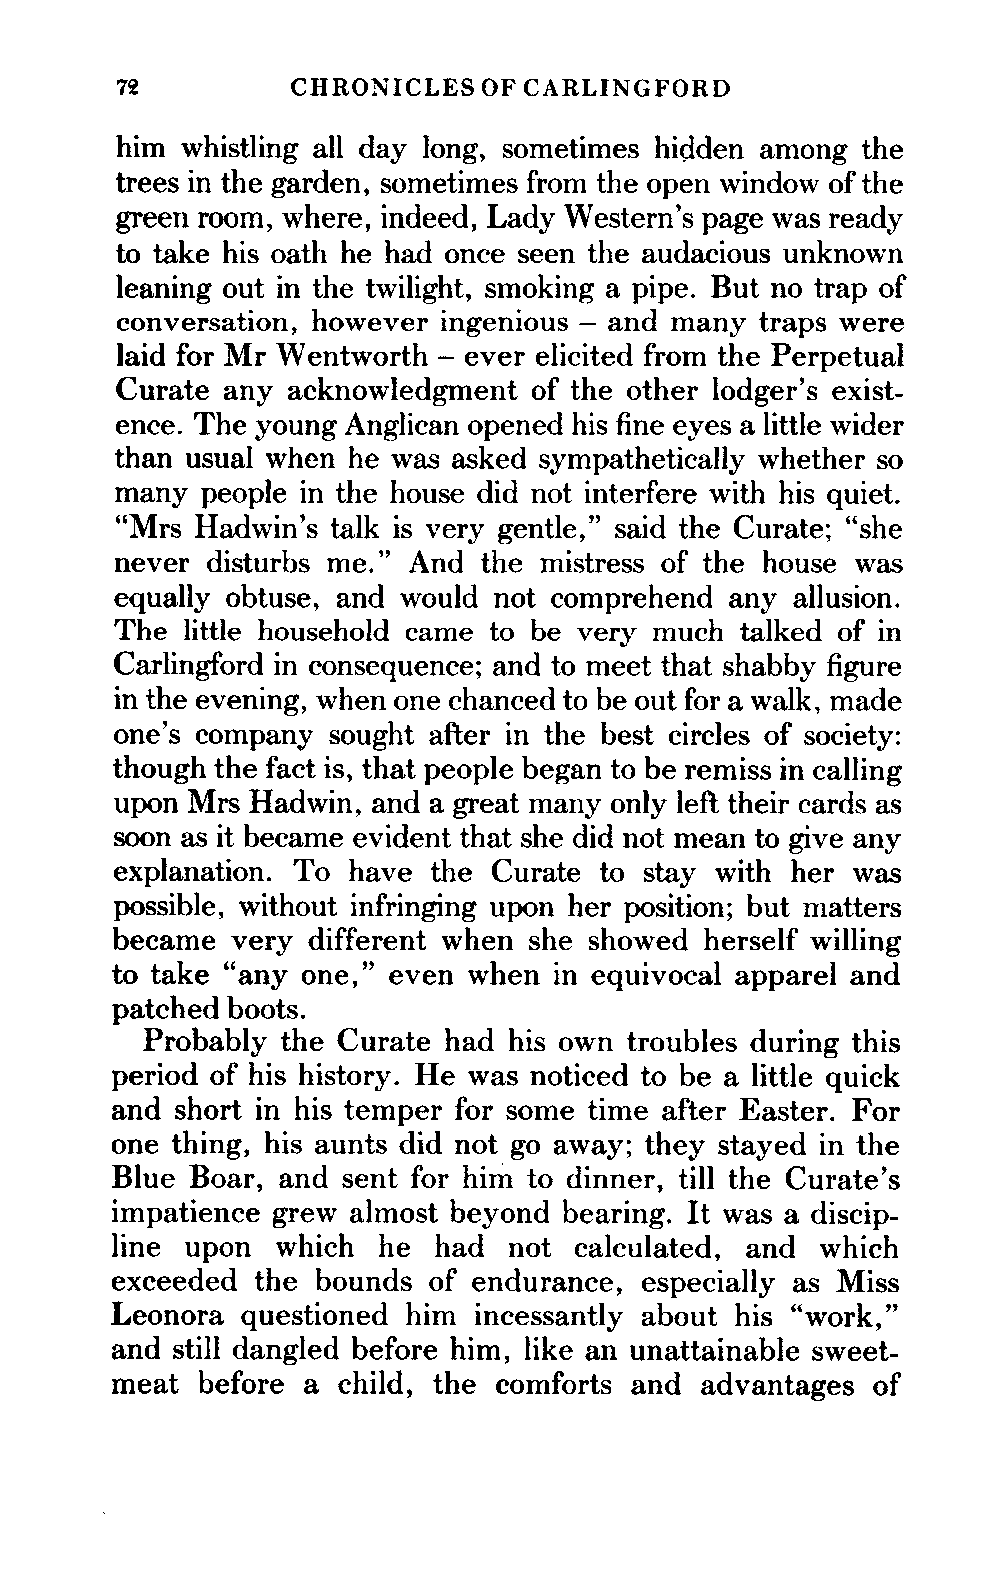 72 CHRONICLES OF CARLINGFORD
him whistling all day long, sometimes hidden among the
trees in the garden, sometimes from the open window of the
green room, where, indeed, Lady Western's page was ready
to take his oath he had once seen the audacious unknown
leaning out in the twilight, smoking a pipe. But no trap of
conversation, however ingenious – and many traps were
laid for Mr Wentworth – ever elicited from the Perpetual
Curate any acknowledgment of the other lodger's exist-
ence. The young Anglican opened his fine eyes a little wider
than usual when he was asked sympathetically whether so
many people in the house did not interfere with his quiet.
“Mrs Hadwin's talk is very gentle,” said the Curate; “she
never disturbs me.” And the mistress of the house was
equally obtuse, and would not comprehend any allusion.
The little household came to be very much talked of in
Carlingford in consequence; and to meet that shabby figure
in the evening, when one chanced to be out for a walk, made
one's company sought after in the best circles of society:
though the fact is, that people began to be remiss in calling
upon Mrs Hadwin, and a great many only left their cards as
soon as it became evident that she did not mean to give any
explanation. To have the Curate to stay with her was
possible, without infringing upon her position; but matters
became very different when she showed herself willing
to take “any one,” even when in equivocal apparel and
patched boots.
Probably the Curate had his own troubles during this
period of his history. He was noticed to be a little quick
and short in his temper for some time after Easter. For
one thing, his aunts did not go away; they stayed in the
Blue Boar, and sent for him to dinner, till the Curate's
impatience grew almost beyond bearing. It was a discip-
line upon which he had not calculated, and which
exceeded the bounds of endurance, especially as Miss
Leonora questioned him incessantly about his “work,”
and still dangled before him, like an unattainable sweet-
meat before a child, the comforts and advantages of